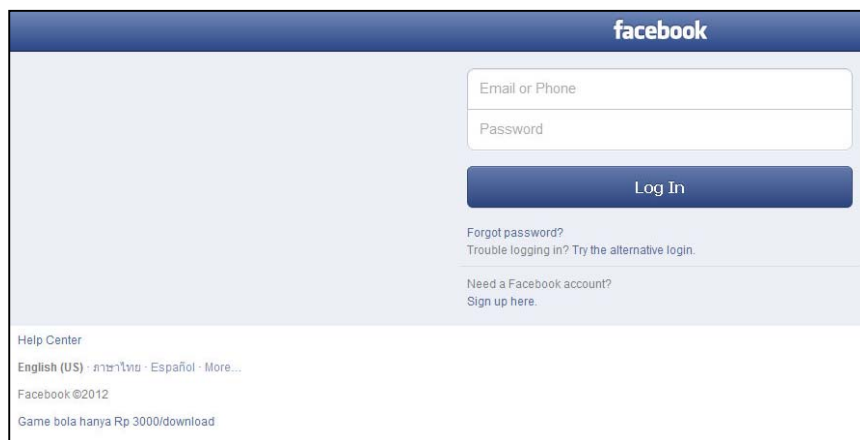 facebook
Email or Phone
Password
Log In
Forgot password?
Trouble logging in? Try the alternative login.
Need a Facebook account?
Sign up here.
Help Center
English (US) · ภาษาไทย · Español · More...
Facebook ©2012
Game bola hanya Rp 3000/download